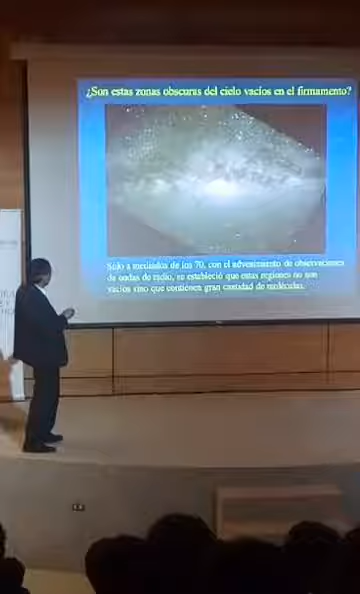 ¿Son estas zonas obscuras del cielo vacíos en el firmamento?
Solo a mediados de los 70, con el advenimiento de observaciones
de ondas de radio, se estableció que estas regiones no son
vacíos sino que contienen gran cantidad de moléculas.